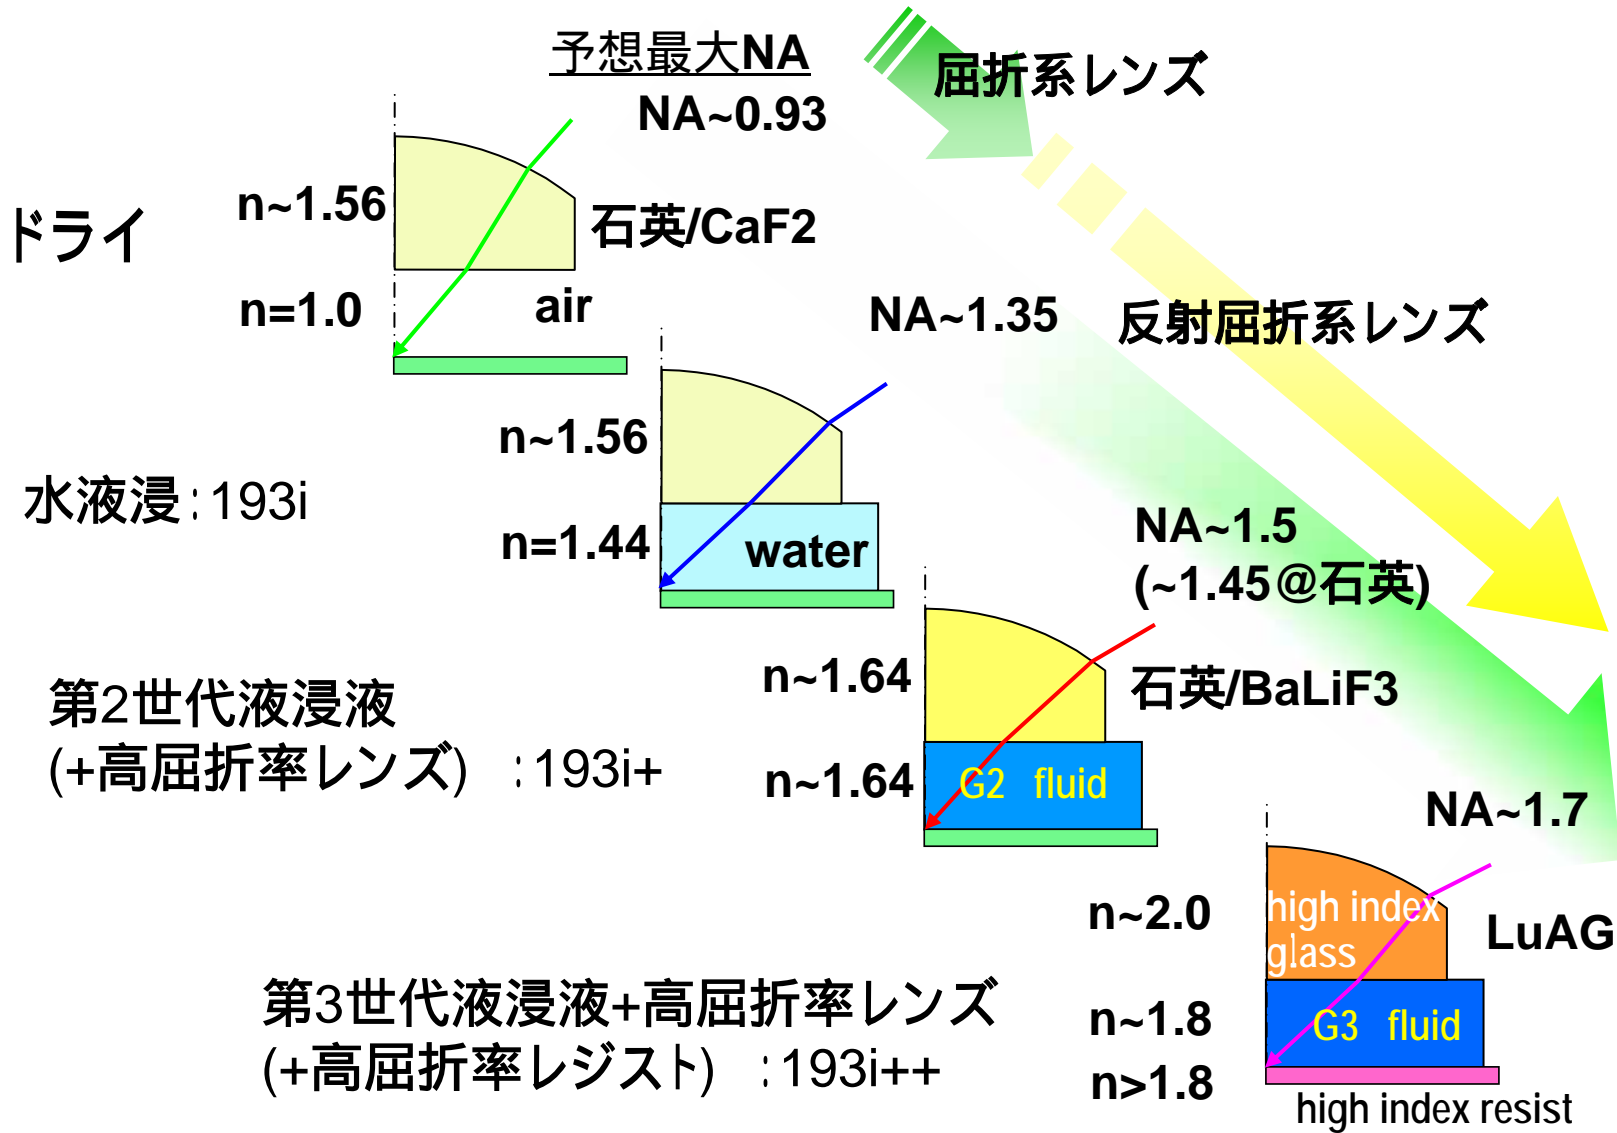 予想最大NA
屈折系レンズ
NA~0.93
n~1.56
石英/CaF2
ドライ
n=1.0
air
NA~1.35
反射屈折系レンズ
n~1.56
水液浸:193i
n=1.44
water
NA~1.5
(~1.45@石英)
n~1.64
石英/BaLiF3
第2世代液浸液
(+高屈折率レンズ) :193i+
n~1.64
G2 fluid
NA~1.7
n~2.0
high index
glass
LuAG
第3世代液浸液+高屈折率レンズ
(+高屈折率レジスト) :193i++
n~1.8
G3 fluid
n>1.8
high index resist